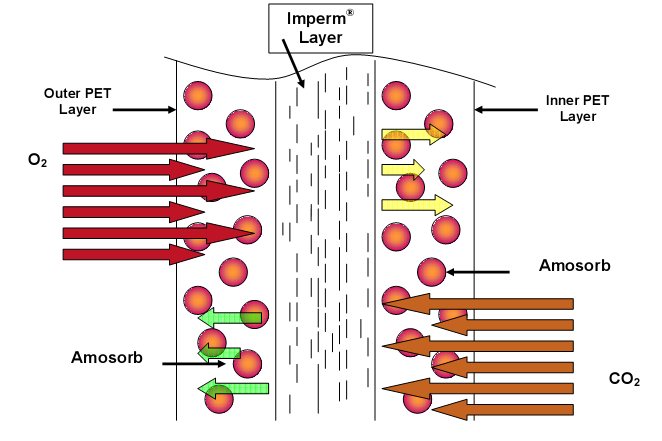 Imperm®
Layer
Outer PET
Layer
Inner PET
Layer
O2
Amosorb
Amosorb
CO2